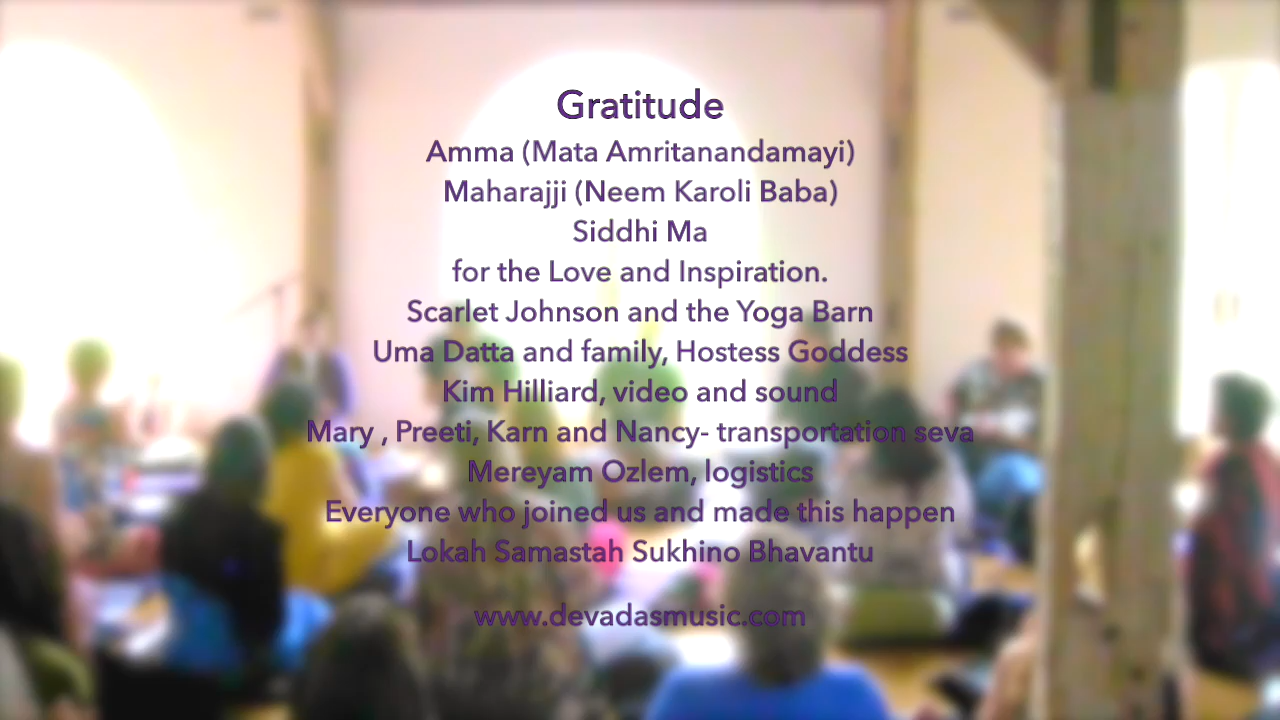 Gratitude
Amma (Mata Amritanandamayi)
Maharajji (Neem Karoli Baba)
Siddhi Ma
for the Love and Inspiration.
Scarlet Johnson and the Yoga Barn
Uma Datta and family, Hostess Goddess
Kim Hilliard, video and sound
Mary , Preeti, Karn and Nancy- transportation seva
Mereyam Ozlem, logistics
Everyone who joined us and made this happen
Lokah Samastah Sukhino Bhavantu
www.devadasmusic.com